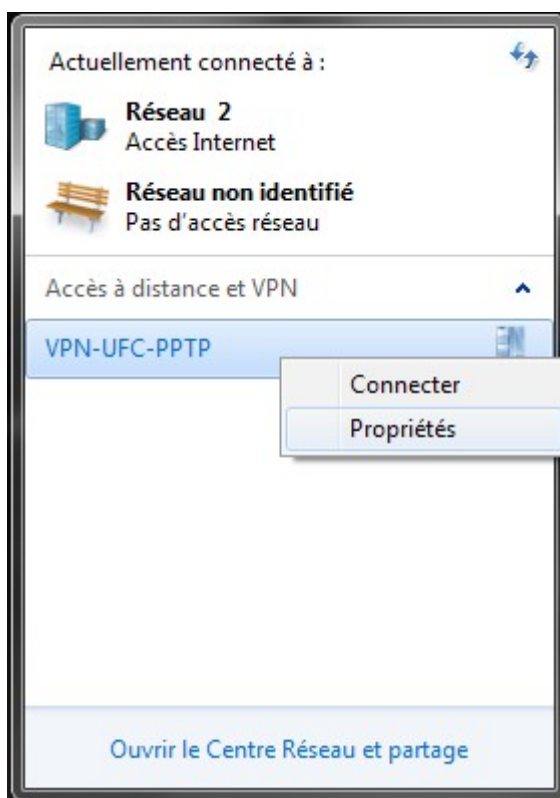 Actuellement connecté à :
Réseau 2
Accès Internet
Réseau non identifié
Pas d'accès réseau
Accès à distance et VPN
VPN-UFC-PPTP
Connecter
Propriétés
Ouvrir le Centre Réseau et partage